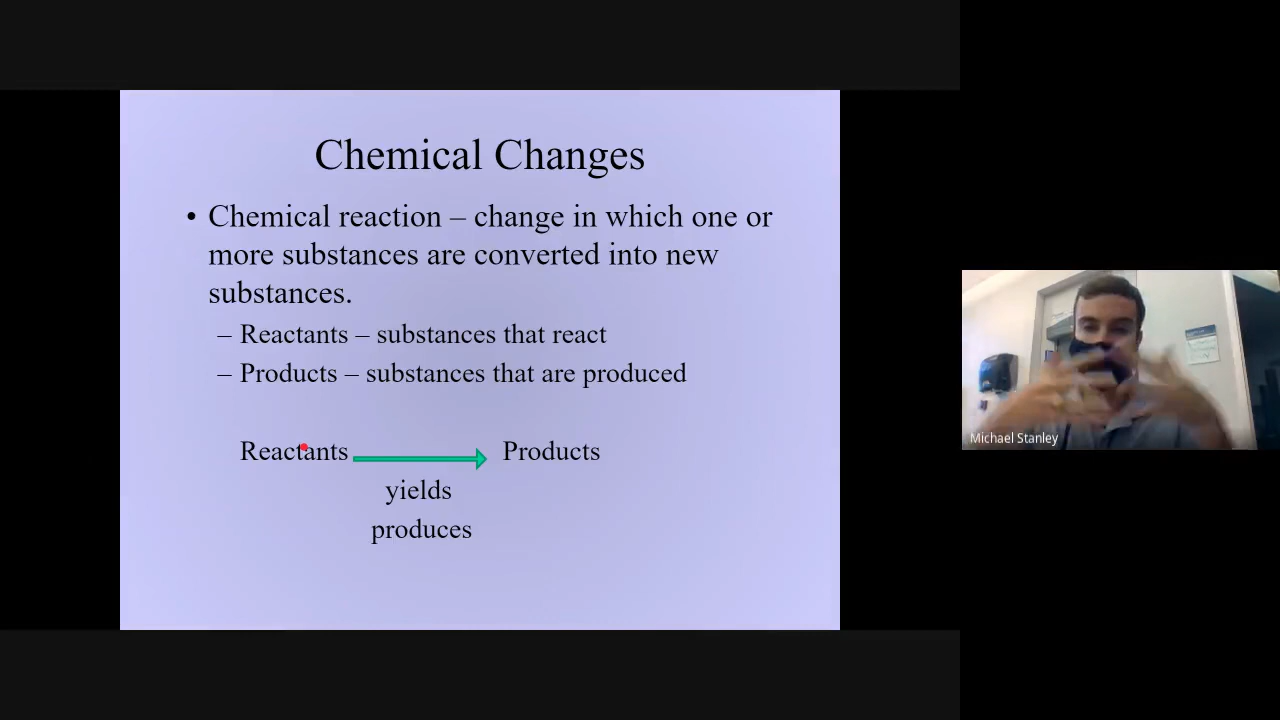 Chemical Changes
• Chemical reaction – change in which one or
more substances are converted into new
substances.
– Reactants – substances that react
– Products – substances that are produced
Reactants Products
yields
produces
Michael Stanley